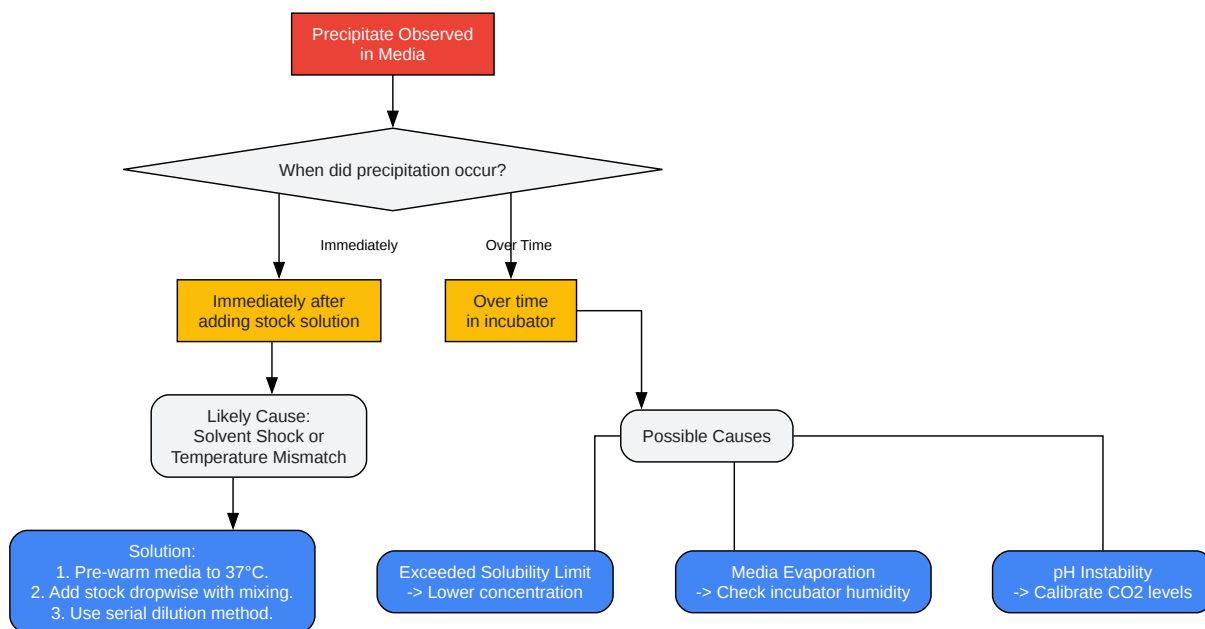 Precipitate Observed
in Media
When did precipitation occur?
Immediately
Over Time
Immediately after
adding stock solution
Over time
in incubator
Likely Cause:
Solvent Shock or
Temperature Mismatch
Possible Causes
Solution:
1. Pre-warm media to 37°C.
2. Add stock dropwise with mixing.
3. Use serial dilution method.
Exceeded Solubility Limit
-> Lower concentration
Media Evaporation
-> Check incubator humidity
pH Instability
-> Calibrate CO2 levels